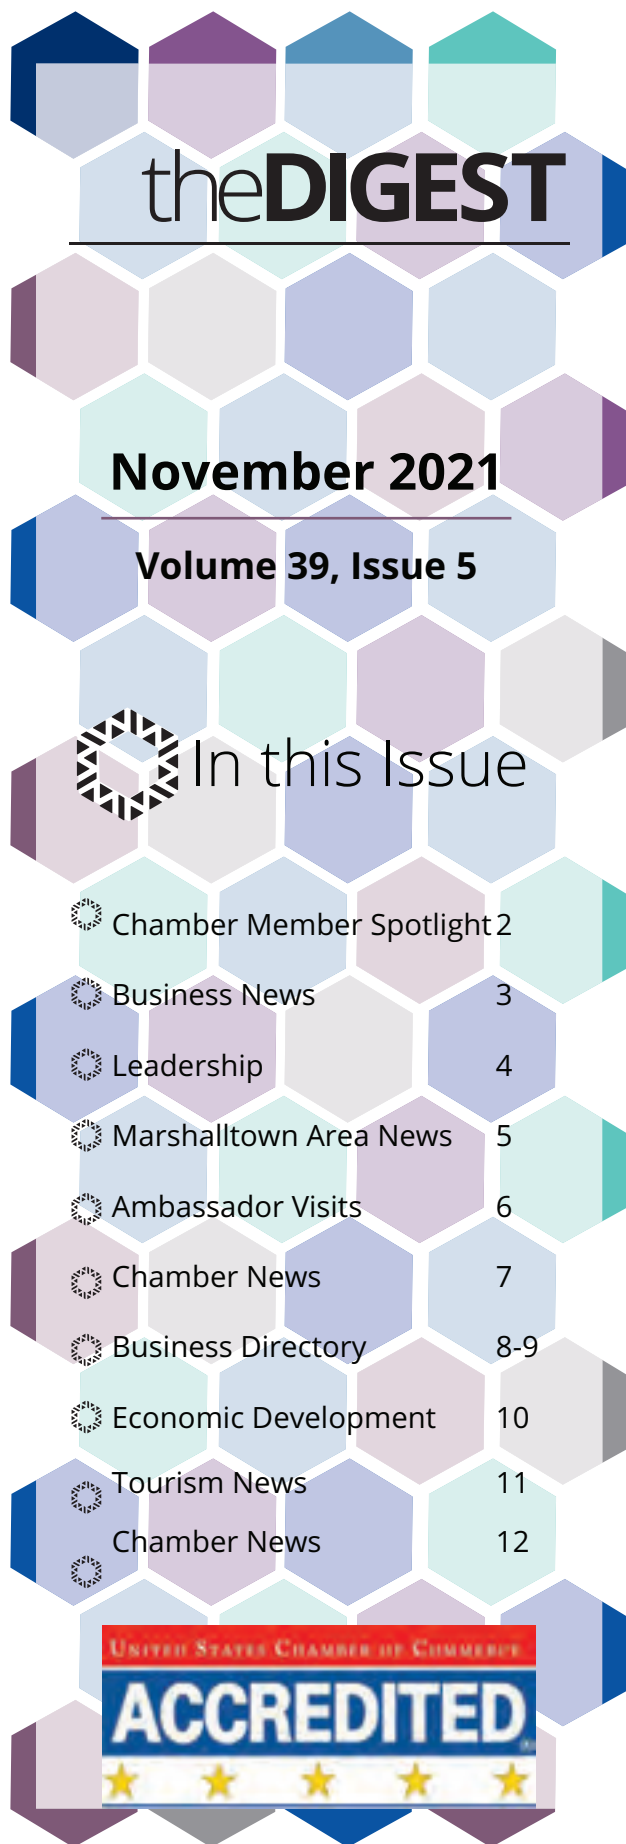 theDIGEST
November 2021
Volume 39, Issue 5
In this Issue
Chamber Member Spotlight 2
Business News 3
Leadership 4
Marshalltown Area News 5
Ambassador Visits 6
Chamber News 7
Business Directory 8-9
Economic Development 10
Tourism News 11
Chamber News 12
UNITED STATES CHAMBER OF COMMERCE
ACCREDITED